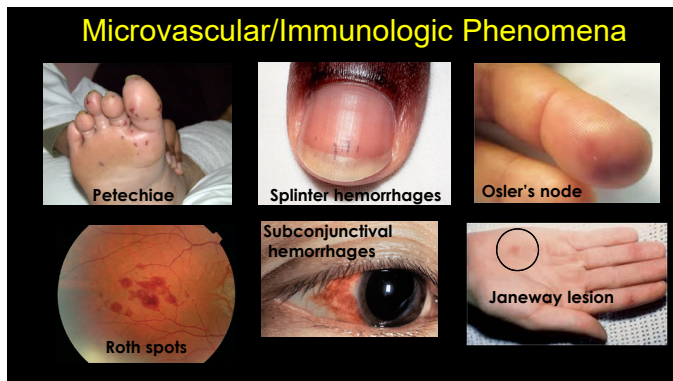 Microvascular/Immunologic Phenomena
Petechiae
Splinter hemorrhages
Osler’s node
Roth spots
Subconjunctival
hemorrhages
Janeway lesion